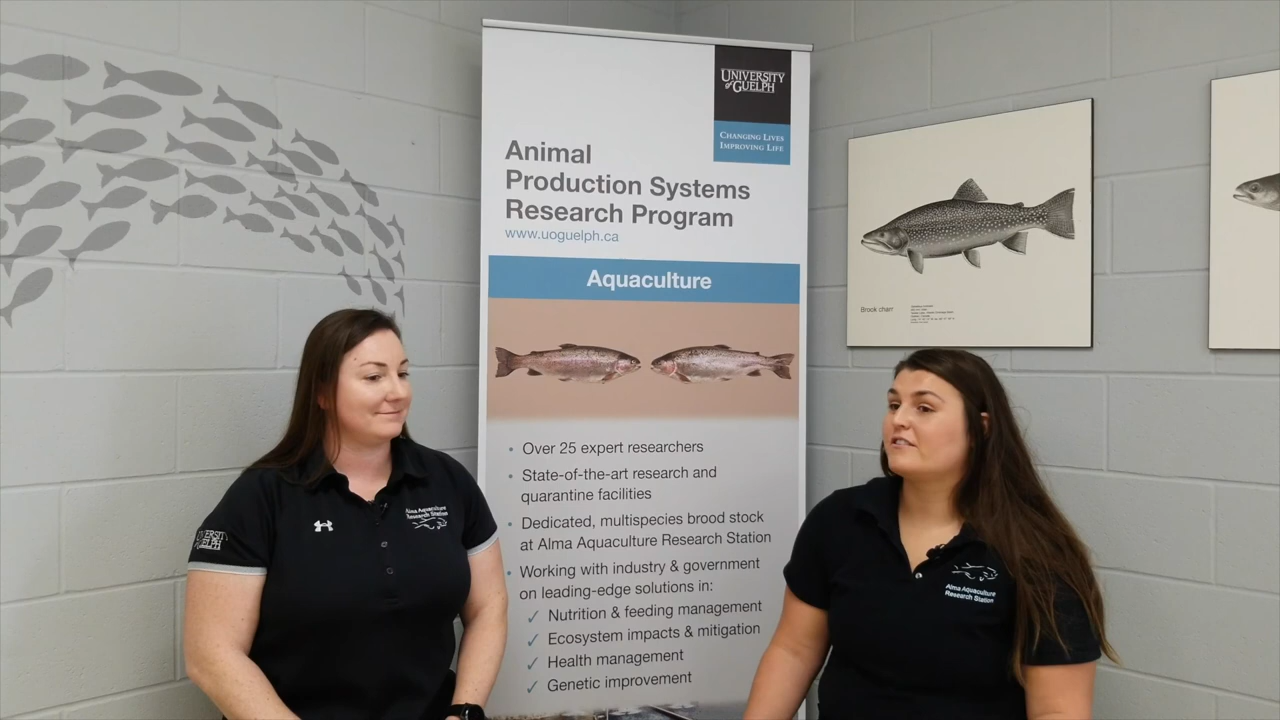 UNIVERSITY
of GUELPH
CHANGING LIVES
IMPROVING LIFE
Animal
Production Systems
Research Program
www.uoguelph.ca
Aquaculture
• Over 25 expert researchers
• State-of-the-art research and
quarantine facilities
• Dedicated, multispecies brood stock
at Alma Aquaculture Research Station
• Working with industry & government
on leading-edge solutions in:
✓ Nutrition & feeding management
✓ Ecosystem impacts & mitigation
✓ Health management
✓ Genetic improvement
Brook charr
UNIVERSITY
of GUELPH
Alma Aquaculture
Research Station
Alma Aquaculture
Research Station